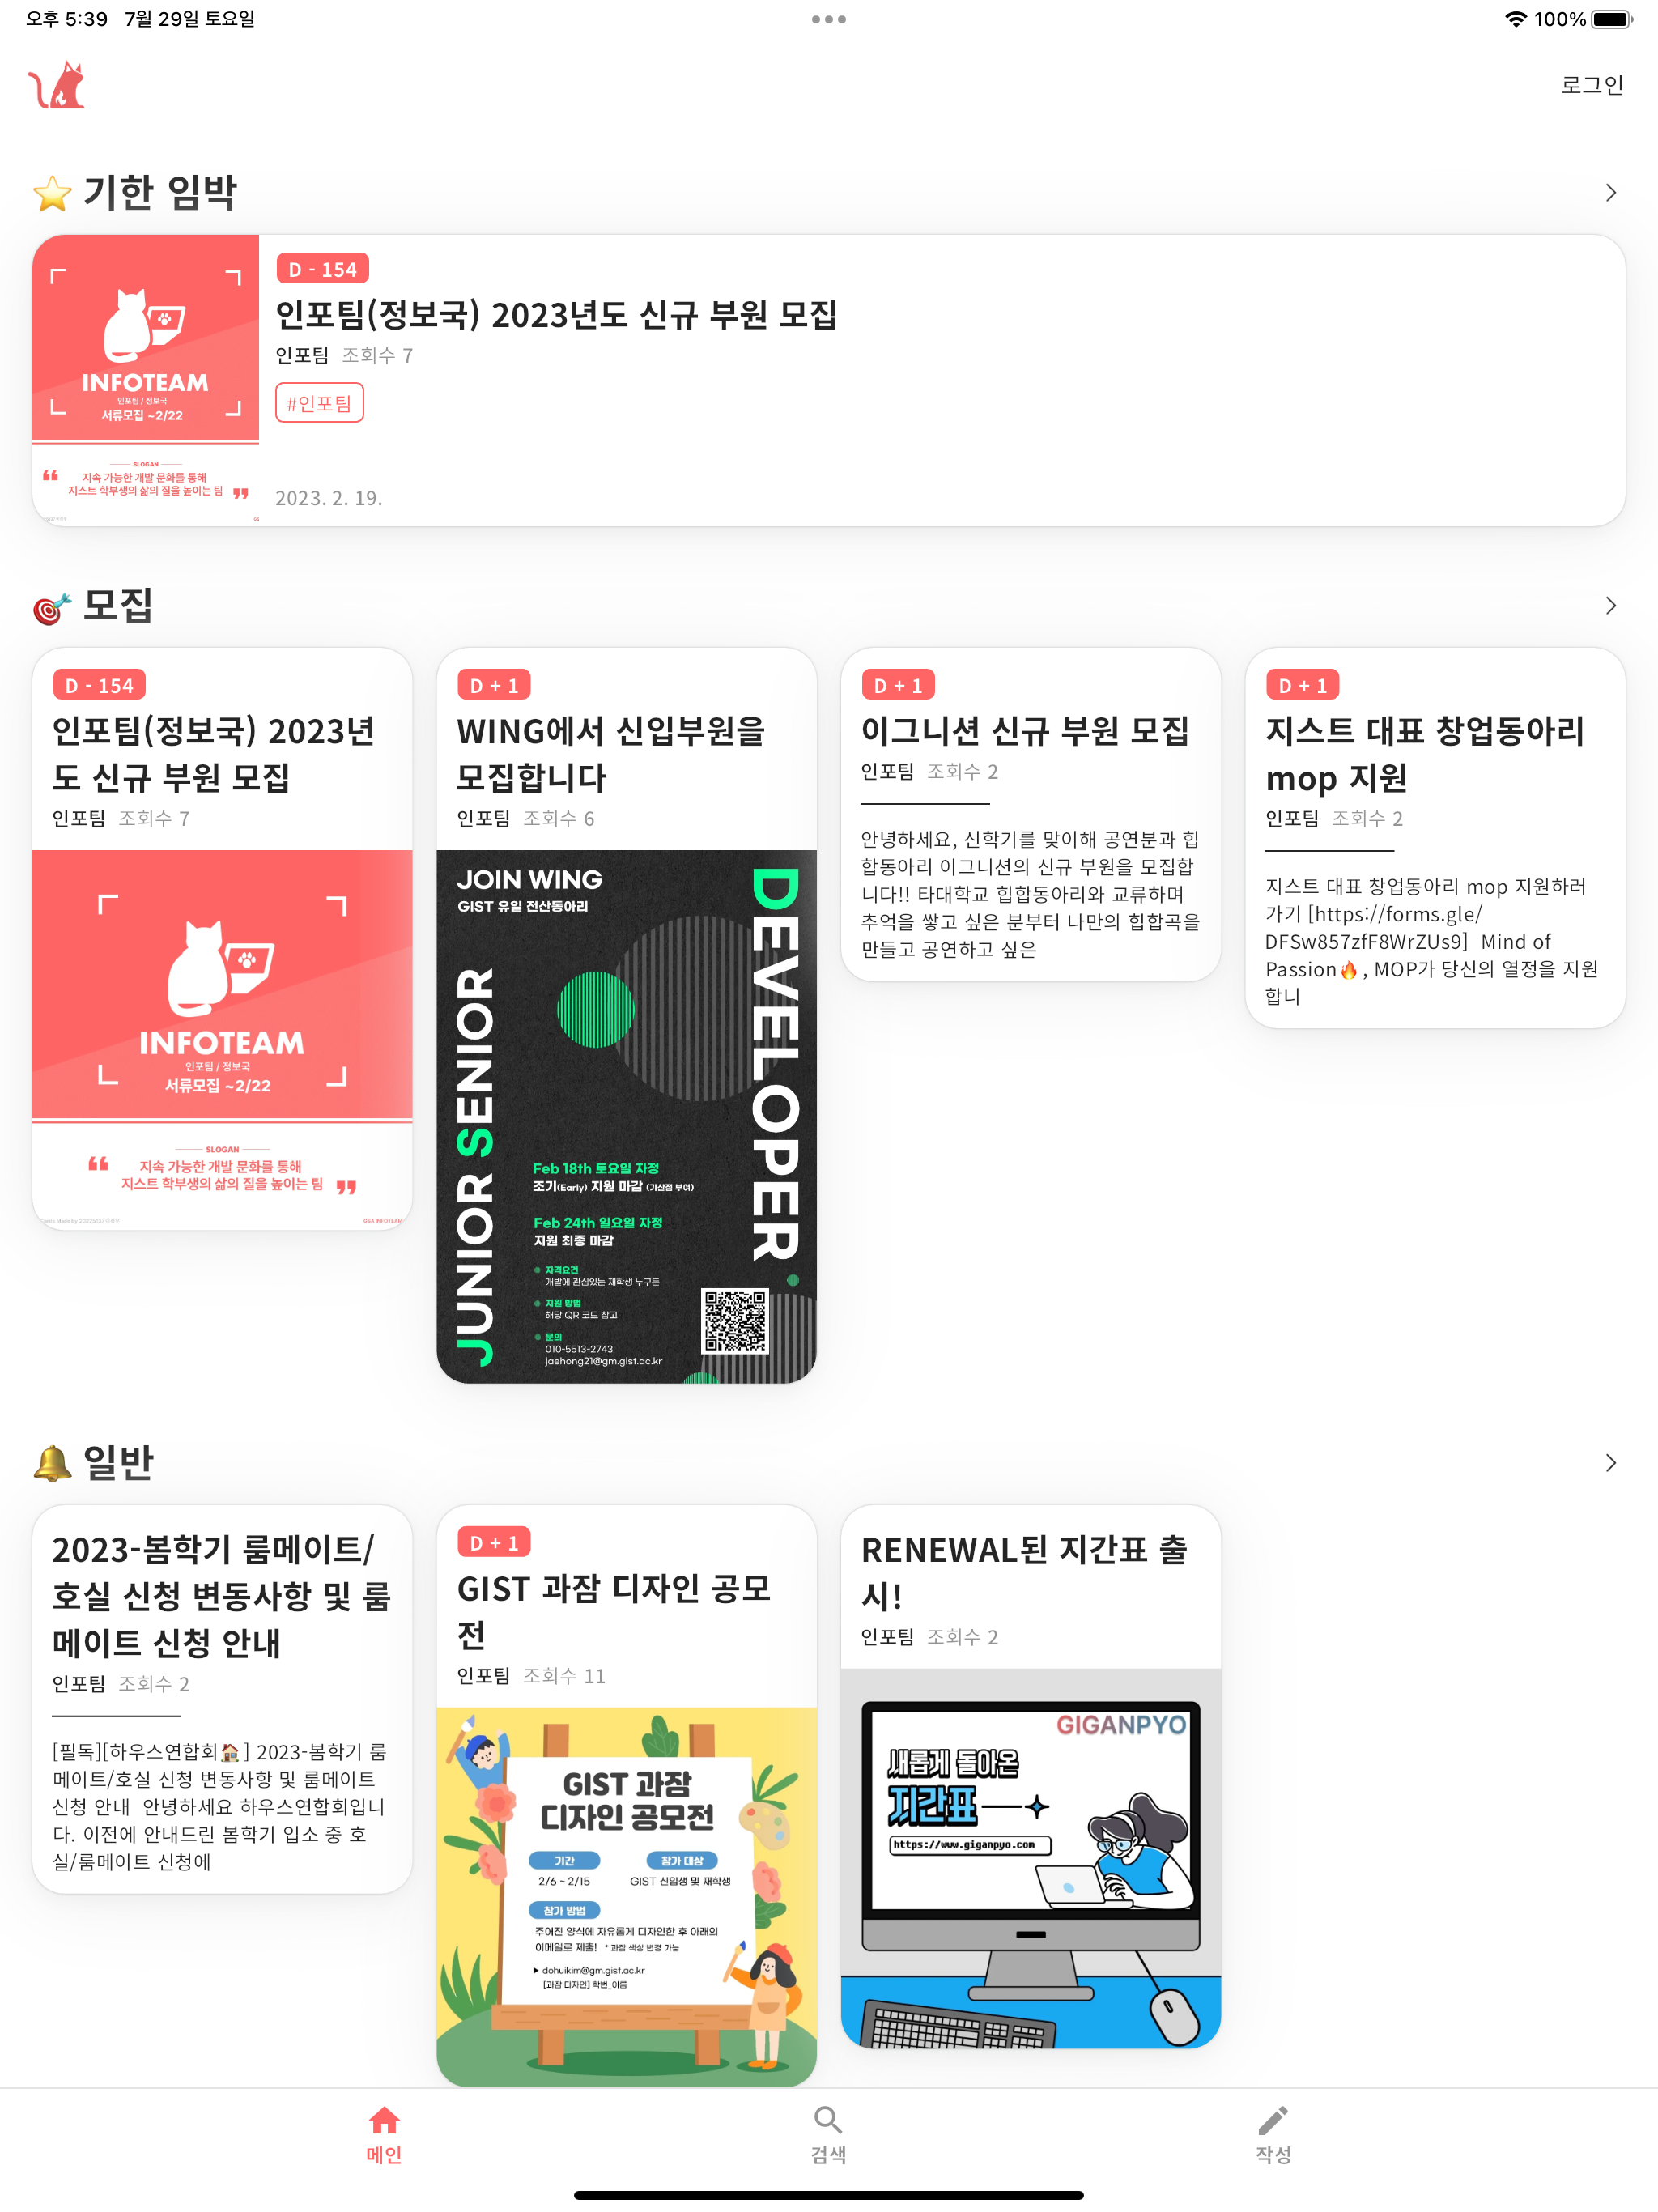 오후 5:39 7월 29일 토요일
100%
로그인
⭐ 기한 임박
INFOTEAM
인포팀 / 정보국
서류모집 ~2/22
SLOGAN
❝ 지속 가능한 개발 문화를 통해
지스트 학부생의 삶의 질을 높이는 팀 ❞
D - 154
인포팀(정보국) 2023년도 신규 부원 모집
인포팀 조회수 7
#인포팀
2023. 2. 19.
🎯 모집
D - 154
인포팀(정보국) 2023년
도 신규 부원 모집
인포팀 조회수 7
INFOTEAM
인포팀 / 정보국
서류모집 ~2/22
SLOGAN
❝ 지속 가능한 개발 문화를 통해
지스트 학부생의 삶의 질을 높이는 팀 ❞
GSA INFOTEAM
D + 1
WING에서 신입부원을
모집합니다
인포팀 조회수 6
JOIN WING
GIST 유일 전산동아리
JUNIOR SENIOR
DEVELOPER
Feb 18th 토요일 자정
조기(Early) 지원 마감 (가산점 부여)
Feb 24th 일요일 자정
지원 최종 마감
자격요건
개발에 관심있는 재학생 누구든
지원 방법
해당 QR 코드 참고
문의
010-5513-2743
jaehong21@gm.gist.ac.kr
D + 1
이그니션 신규 부원 모집
인포팀 조회수 2
안녕하세요, 신학기를 맞이해 공연분과 힙
합동아리 이그니션의 신규 부원을 모집합
니다!! 타대학교 힙합동아리와 교류하며
추억을 쌓고 싶은 분부터 나만의 힙합곡을
만들고 공연하고 싶은
D + 1
지스트 대표 창업동아리
mop 지원
인포팀 조회수 2
지스트 대표 창업동아리 mop 지원하러
가기 [https://forms.gle/
DFSw857zfF8WrZUs9] Mind of
Passion🔥, MOP가 당신의 열정을 지원
합니
🔔 일반
2023-봄학기 룸메이트/
호실 신청 변동사항 및 룸
메이트 신청 안내
인포팀 조회수 2
[필독][하우스연합회🏠] 2023-봄학기 룸
메이트/호실 신청 변동사항 및 룸메이트
신청 안내 안녕하세요 하우스연합회입니
다. 이전에 안내드린 봄학기 입소 중 호
실/룸메이트 신청에
D + 1
GIST 과잠 디자인 공모
전
인포팀 조회수 11
GIST 과잠
디자인 공모전
기간 참가 대상
2/6 ~ 2/15 GIST 신입생 및 재학생
참가 방법
주어진 양식에 자유롭게 디자인한 후 아래의
이메일로 제출! * 과잠 색상 변경 가능
▶ dohuikim@gm.gist.ac.kr
[과잠 디자인] 학번_이름
RENEWAL된 지간표 출
시!
인포팀 조회수 2
GIGANPYO
새롭게 돌아온
지간표
https://www.giganpyo.com
메인
검색
작성